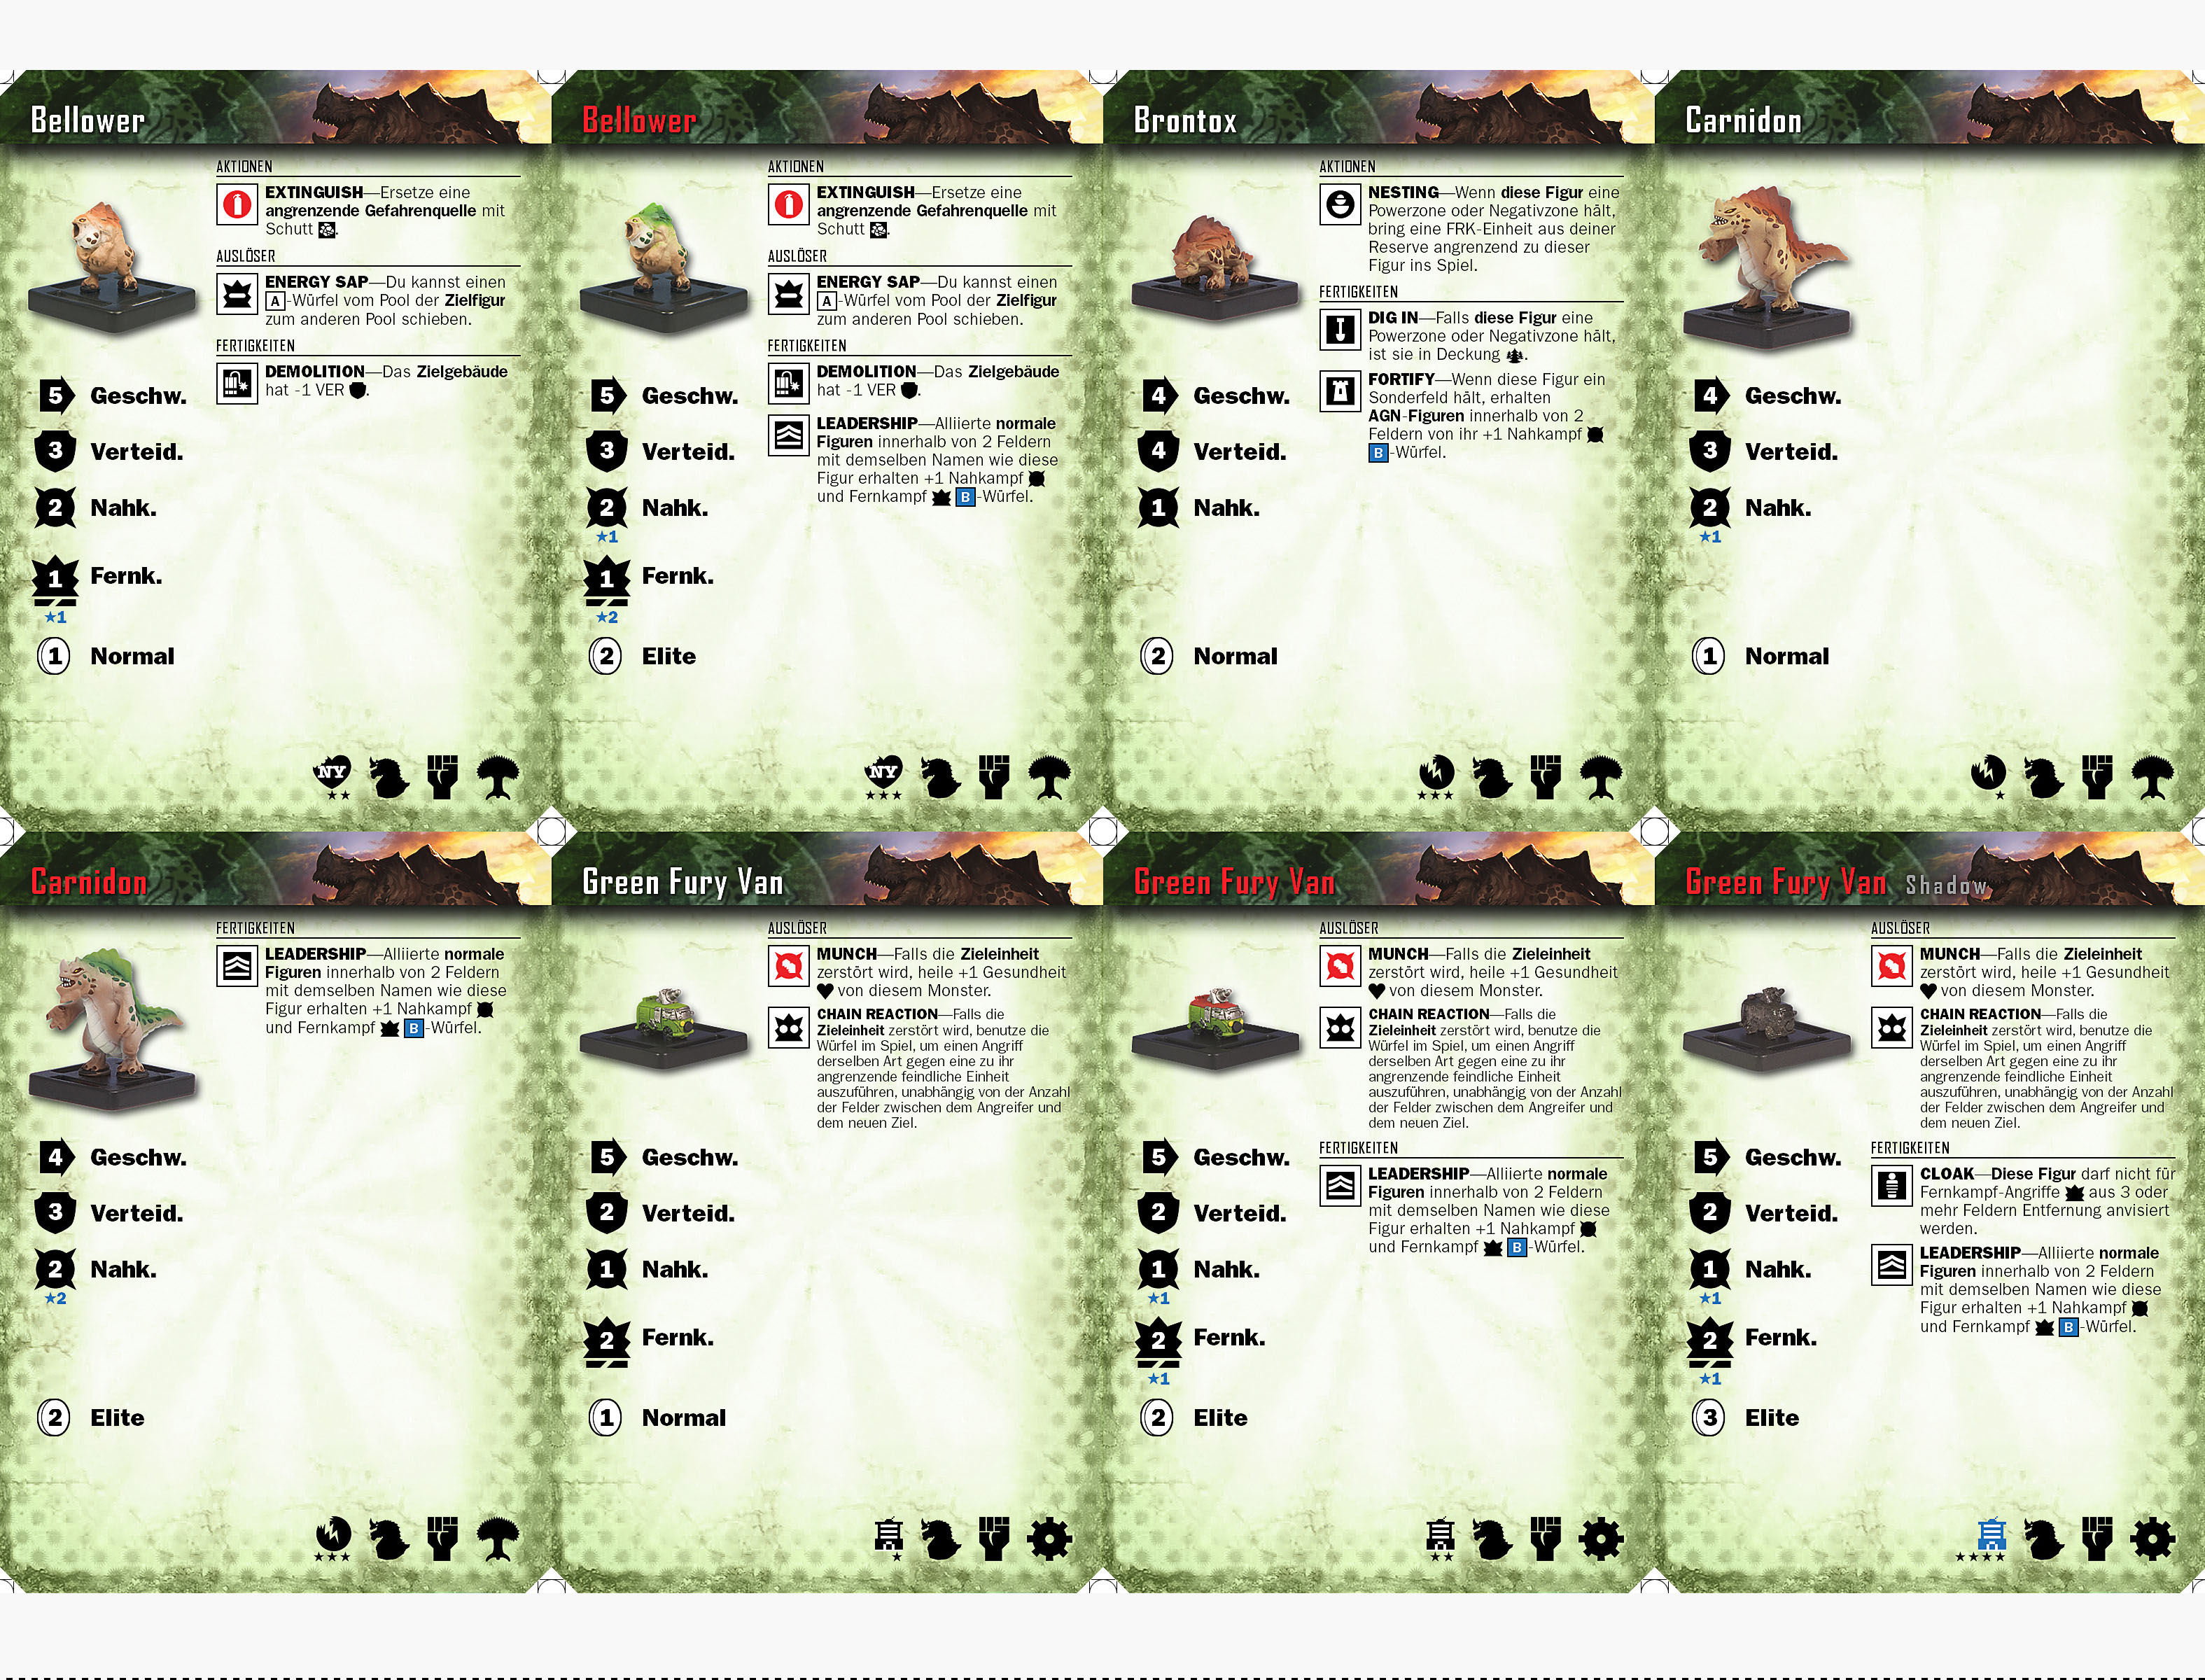 Bellower
AKTIONEN
EXTINGUISH—Ersetze eine
angrenzende Gefahrenquelle mit
Schutt.
AUSLÖSER
ENERGY SAP—Du kannst einen
A-Würfel vom Pool der Zielfigur
zum anderen Pool schieben.
FERTIGKEITEN
DEMOLITION—Das Zielgebäude
hat -1 VER.
5 Geschw.
3 Verteid.
2 Nahk.
1 Fernk.
★1
1 Normal
NY
★★
Bellower
AKTIONEN
EXTINGUISH—Ersetze eine
angrenzende Gefahrenquelle mit
Schutt.
AUSLÖSER
ENERGY SAP—Du kannst einen
A-Würfel vom Pool der Zielfigur
zum anderen Pool schieben.
FERTIGKEITEN
DEMOLITION—Das Zielgebäude
hat -1 VER.
LEADERSHIP—Alliierte normale
Figuren innerhalb von 2 Feldern
mit demselben Namen wie diese
Figur erhalten +1 Nahkampf
und Fernkampf B-Würfel.
5 Geschw.
3 Verteid.
2 Nahk.
★1
1 Fernk.
★2
2 Elite
NY
★★★
Brontox
AKTIONEN
NESTING—Wenn diese Figur eine
Powerzone oder Negativzone hält,
bring eine FRK-Einheit aus deiner
Reserve angrenzend zu dieser
Figur ins Spiel.
FERTIGKEITEN
DIG IN—Falls diese Figur eine
Powerzone oder Negativzone hält,
ist sie in Deckung.
FORTIFY—Wenn diese Figur ein
Sonderfeld hält, erhalten
AGN-Figuren innerhalb von 2
Feldern von ihr +1 Nahkampf
B-Würfel.
4 Geschw.
4 Verteid.
1 Nahk.
2 Normal
★★★
Carnidon
4 Geschw.
3 Verteid.
2 Nahk.
★1
1 Normal
★
Carnidon
FERTIGKEITEN
LEADERSHIP—Alliierte normale
Figuren innerhalb von 2 Feldern
mit demselben Namen wie diese
Figur erhalten +1 Nahkampf
und Fernkampf B-Würfel.
4 Geschw.
3 Verteid.
2 Nahk.
★2
2 Elite
★★★
Green Fury Van
AUSLÖSER
MUNCH—Falls die Zieleinheit
zerstört wird, heile +1 Gesundheit
von diesem Monster.
CHAIN REACTION—Falls die
Zieleinheit zerstört wird, benutze die
Würfel im Spiel, um einen Angriff
derselben Art gegen eine zu ihr
angrenzende feindliche Einheit
auszuführen, unabhängig von der Anzahl
der Felder zwischen dem Angreifer und
dem neuen Ziel.
5 Geschw.
2 Verteid.
1 Nahk.
2 Fernk.
1 Normal
★
Green Fury Van
AUSLÖSER
MUNCH—Falls die Zieleinheit
zerstört wird, heile +1 Gesundheit
von diesem Monster.
CHAIN REACTION—Falls die
Zieleinheit zerstört wird, benutze die
Würfel im Spiel, um einen Angriff
derselben Art gegen eine zu ihr
angrenzende feindliche Einheit
auszuführen, unabhängig von der Anzahl
der Felder zwischen dem Angreifer und
dem neuen Ziel.
FERTIGKEITEN
LEADERSHIP—Alliierte normale
Figuren innerhalb von 2 Feldern
mit demselben Namen wie diese
Figur erhalten +1 Nahkampf
und Fernkampf B-Würfel.
5 Geschw.
2 Verteid.
1 Nahk.
★1
2 Fernk.
★1
2 Elite
★★
Green Fury Van Shadow
AUSLÖSER
MUNCH—Falls die Zieleinheit
zerstört wird, heile +1 Gesundheit
von diesem Monster.
CHAIN REACTION—Falls die
Zieleinheit zerstört wird, benutze die
Würfel im Spiel, um einen Angriff
derselben Art gegen eine zu ihr
angrenzende feindliche Einheit
auszuführen, unabhängig von der Anzahl
der Felder zwischen dem Angreifer und
dem neuen Ziel.
FERTIGKEITEN
CLOAK—Diese Figur darf nicht für
Fernkampf-Angriffe aus 3 oder
mehr Feldern Entfernung anvisiert
werden.
LEADERSHIP—Alliierte normale
Figuren innerhalb von 2 Feldern
mit demselben Namen wie diese
Figur erhalten +1 Nahkampf
und Fernkampf B-Würfel.
5 Geschw.
2 Verteid.
1 Nahk.
★1
2 Fernk.
★1
3 Elite
★★★★